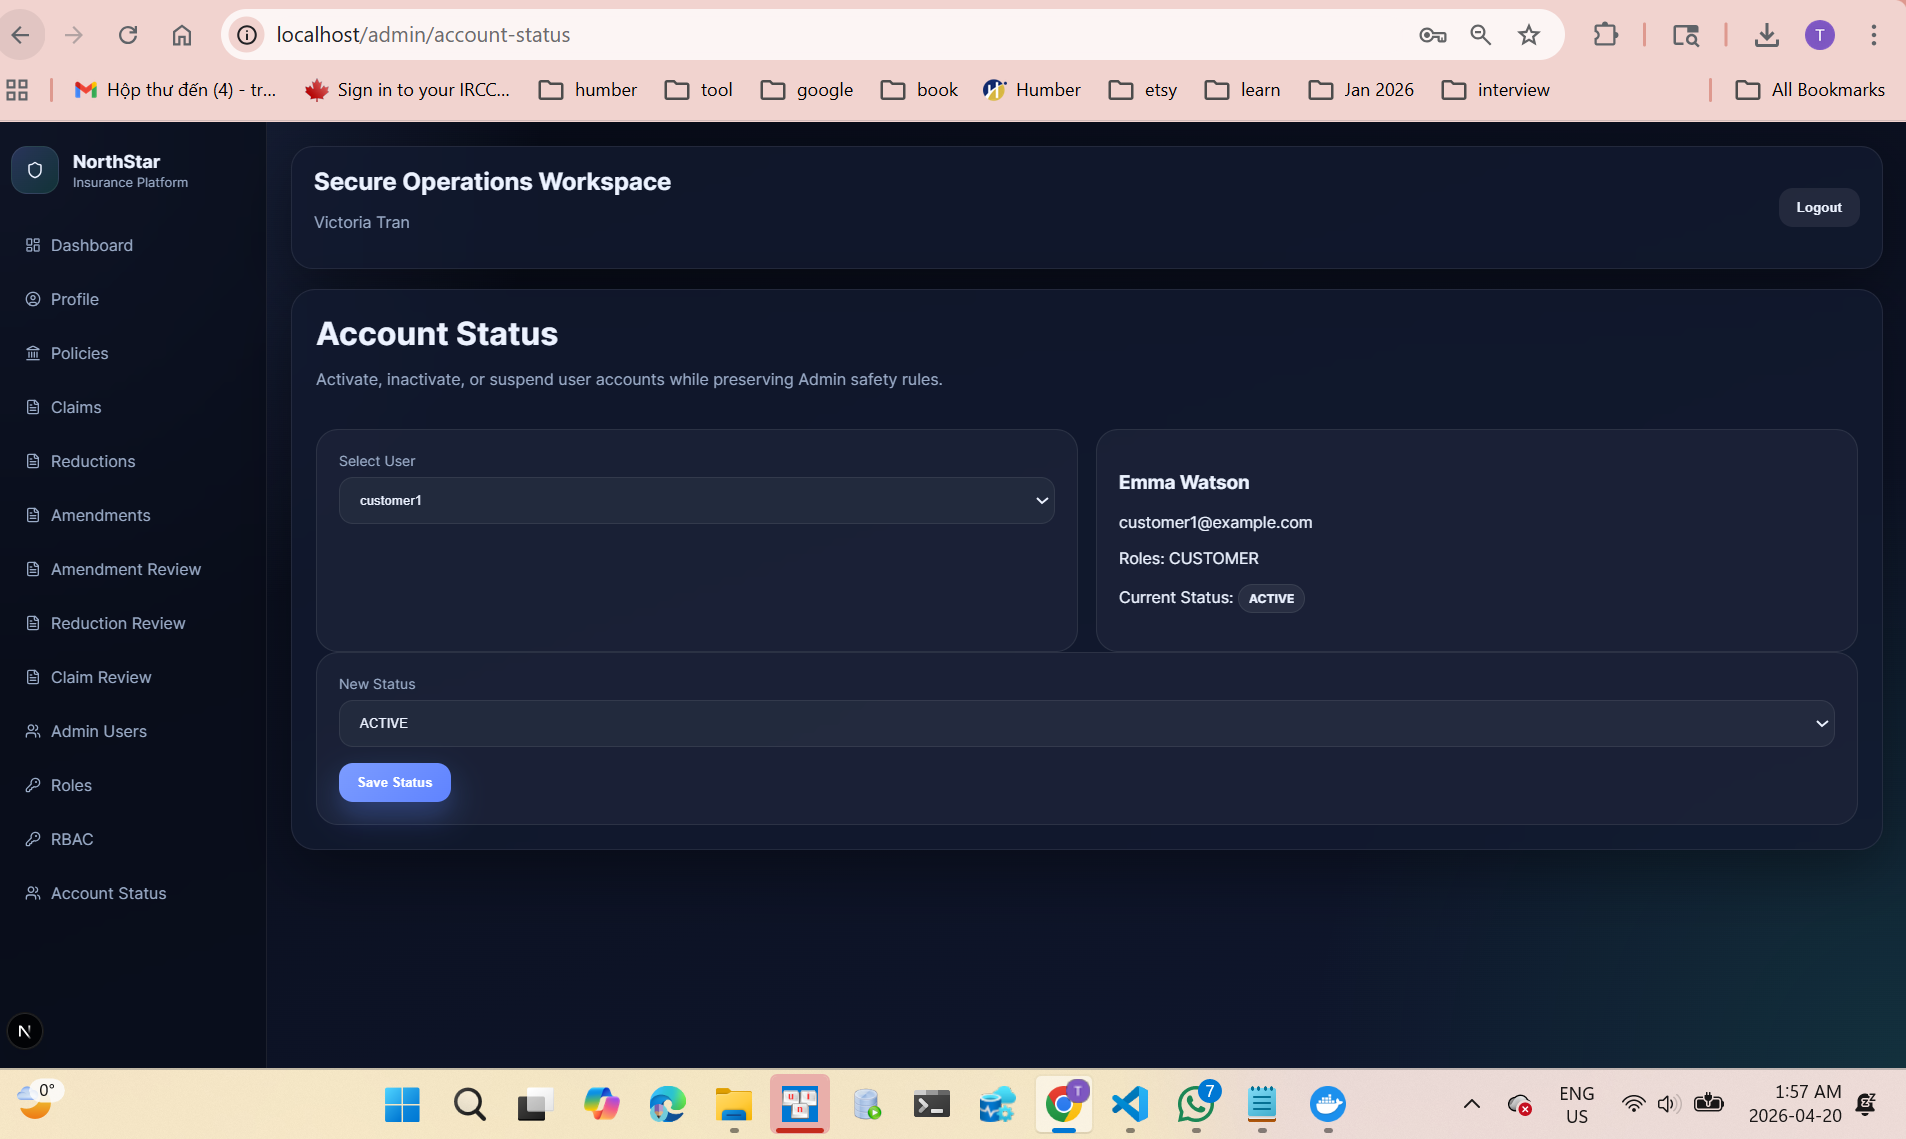 localhost/admin/account-status
T
Hộp thư đến (4) - tr...
Sign in to your IRCC...
humber
tool
google
book
Humber
etsy
learn
Jan 2026
interview
All Bookmarks
NorthStar
Insurance Platform
Dashboard
Profile
Policies
Claims
Reductions
Amendments
Amendment Review
Reduction Review
Claim Review
Admin Users
Roles
RBAC
Account Status
N
Secure Operations Workspace
Victoria Tran
Logout
Account Status
Activate, inactivate, or suspend user accounts while preserving Admin safety rules.
Select User
customer1
Emma Watson
customer1@example.com
Roles: CUSTOMER
Current Status: ACTIVE
New Status
ACTIVE
Save Status
0°
u i
n
T
7
ENG
US
1:57 AM
2026-04-20